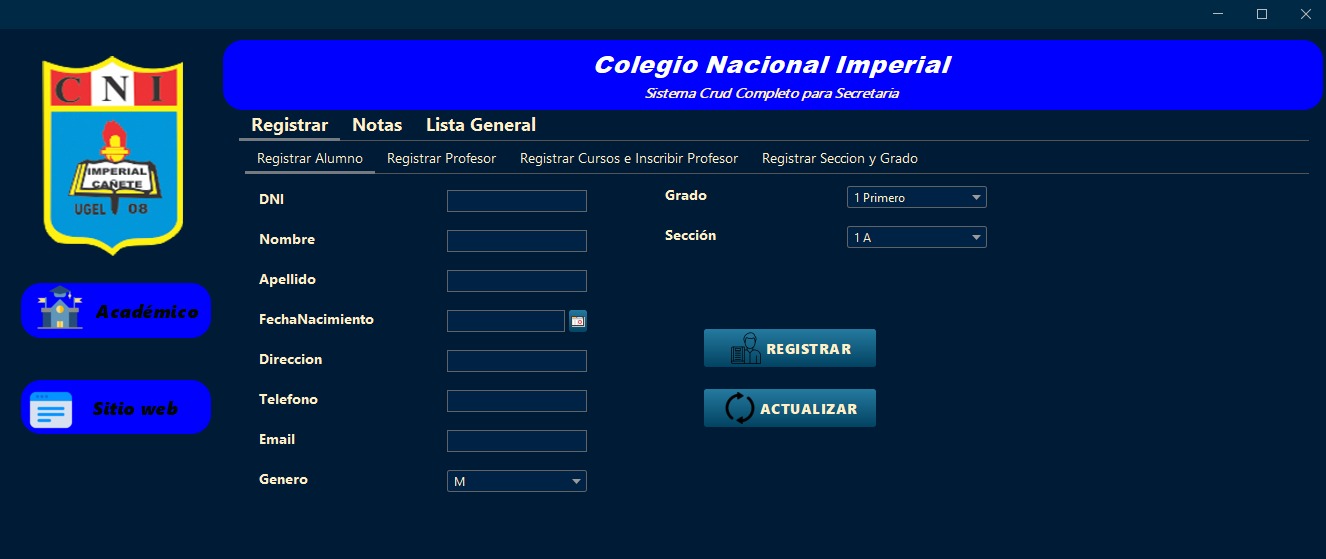 Colegio Nacional Imperial
Sistema Crud Completo para Secretaria
CNI
IMPERIAL
CAÑETE
UGEL 08
Académico
Sitio web
Registrar Notas Lista General
Registrar Alumno Registrar Profesor Registrar Cursos e Inscribir Profesor Registrar Seccion y Grado
DNI
Nombre
Apellido
FechaNacimiento
Direccion
Telefono
Email
Genero M
Grado 1 Primero
Sección 1 A
REGISTRAR
ACTUALIZAR